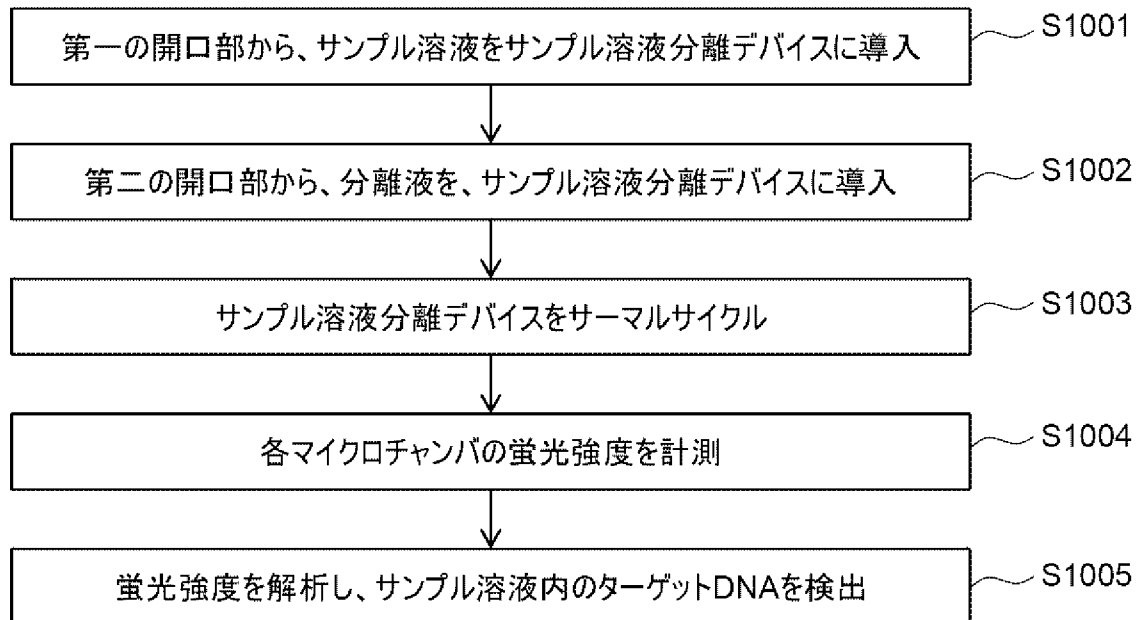 第一の開口部から、サンプル溶液をサンプル溶液分離デバイスに導入
S1001
第二の開口部から、分離液を、サンプル溶液分離デバイスに導入
S1002
サンプル溶液分離デバイスをサーマルサイクル
S1003
各マイクロチャンバの蛍光強度を計測
S1004
蛍光強度を解析し、サンプル溶液内のターゲットDNAを検出
S1005